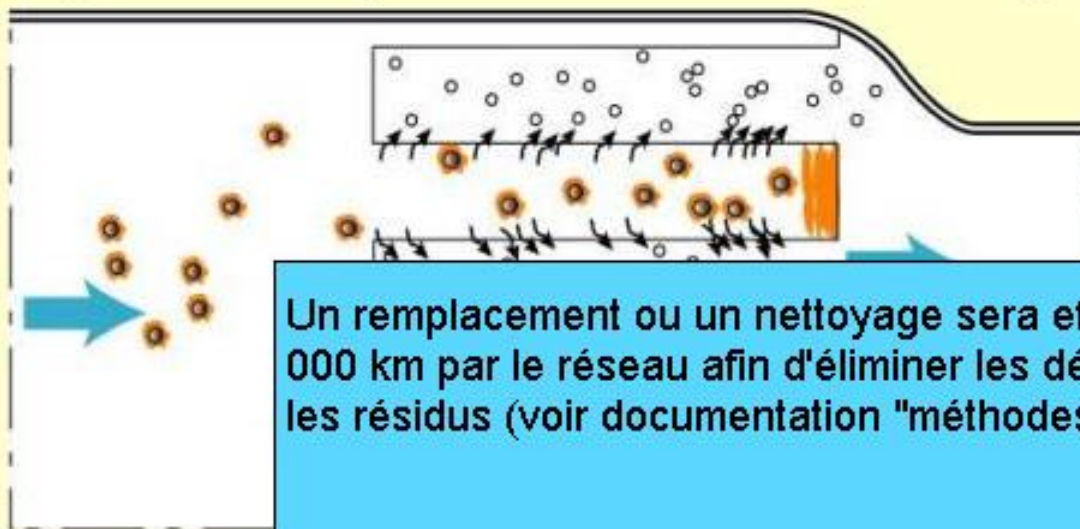 Un remplacement ou un nettoyage sera
000 km par le réseau afin d'éliminer les
les résidus (voir documentation "méthodes